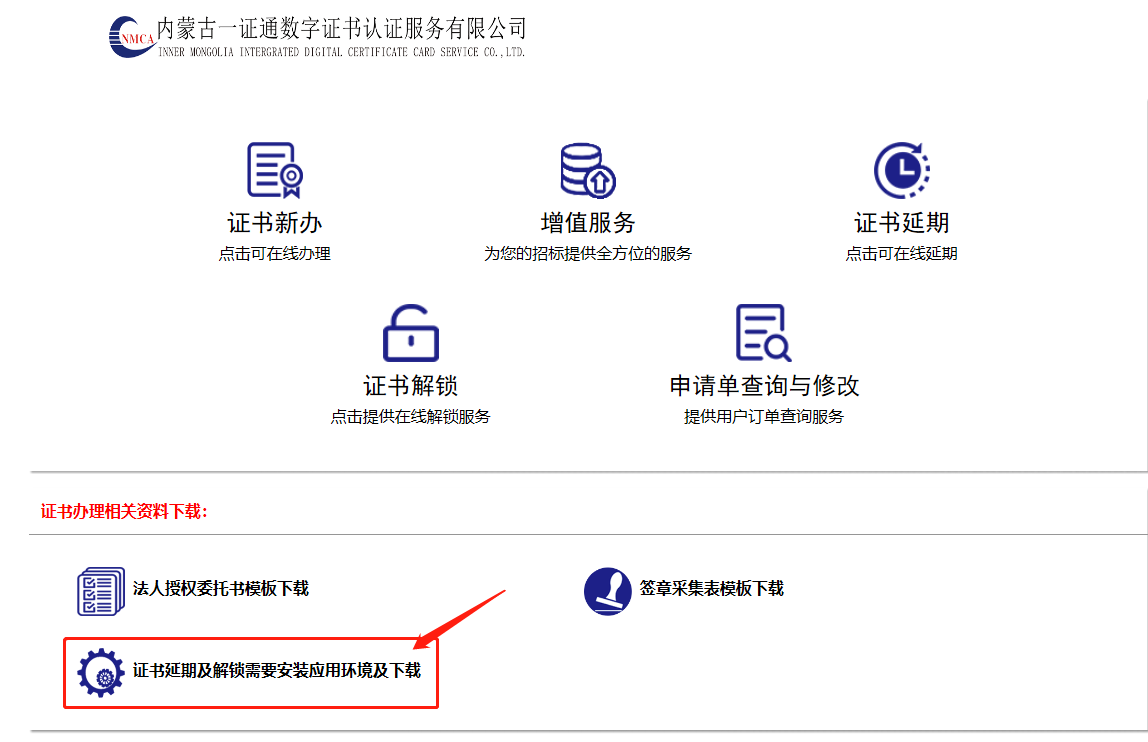 NMCA
内蒙古一证通数字证书认证服务有限公司
INNER MONGOLIA INTERGRATED DIGITAL CERTIFICATE CARD SERVICE CO.,LTD.
证书新办
点击可在线办理
增值服务
为您的招标提供全方位的服务
证书延期
点击可在线延期
证书解锁
点击提供在线解锁服务
申请单查询与修改
提供用户订单查询服务
证书办理相关资料下载：
法人授权委托书模板下载
签章采集表模板下载
证书延期及解锁需要安装应用环境及下载